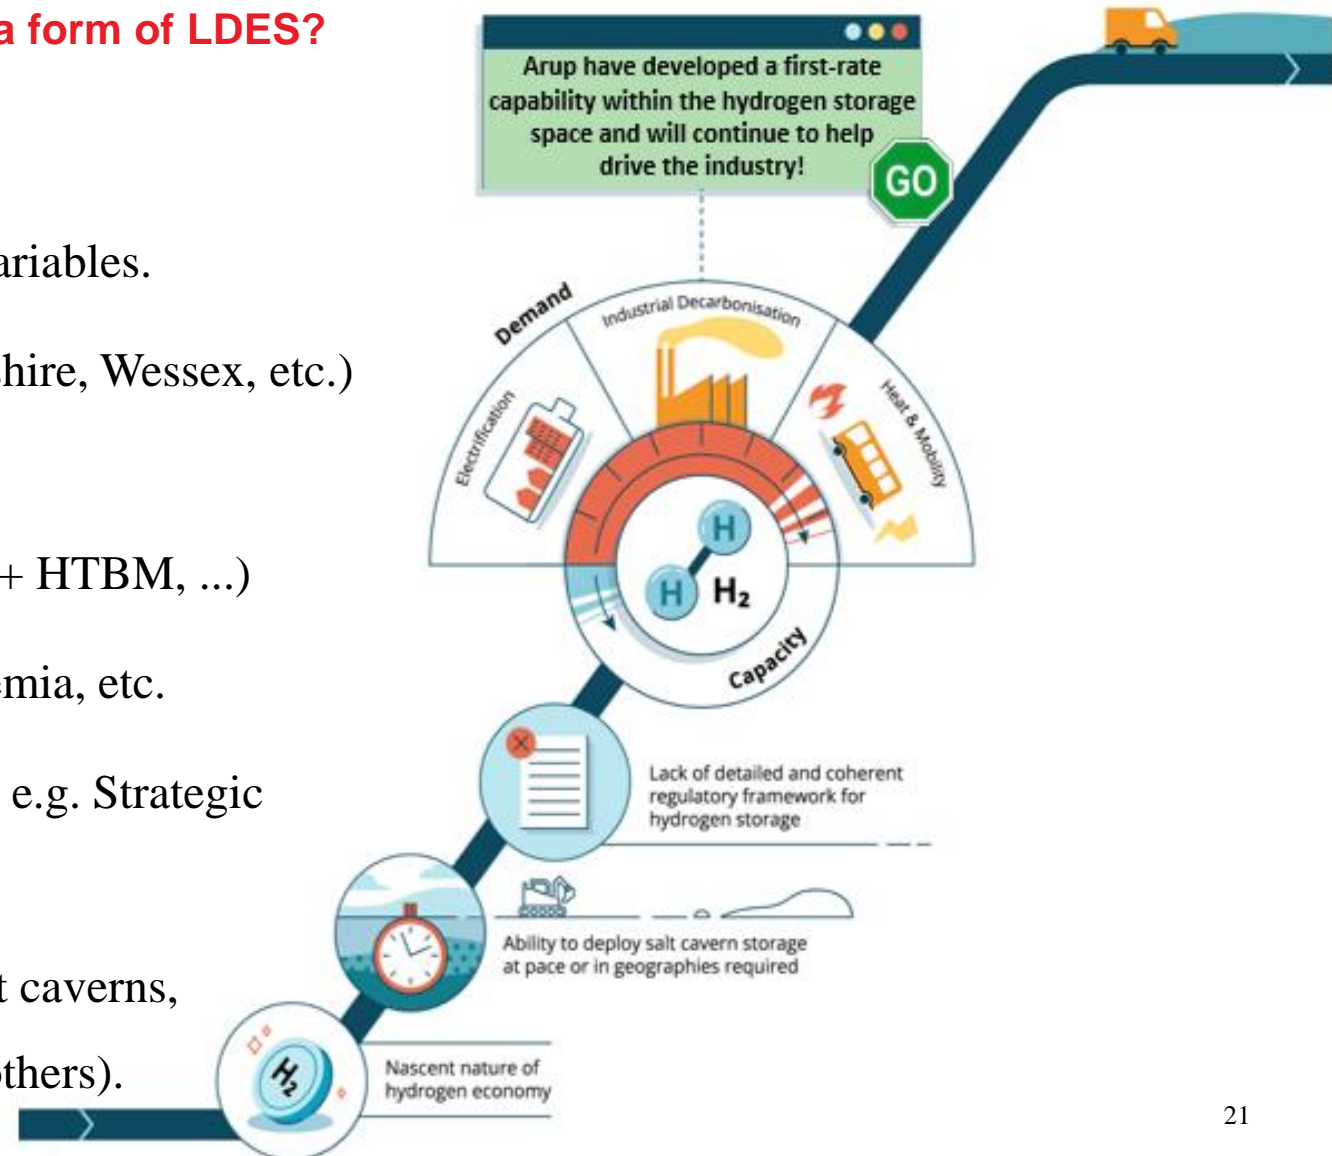 a form of LDES?
ariables.
hire, Wessex, etc.)
+ HTBM, ...)
emia, etc.
e.g. Strategic
t caverns,
others).
Arup have developed a first-rate
capability within the hydrogen storage
space and will continue to help
drive the industry!
GO
Demand
Electrification
Industrial Decarbonisation
Heat & Mobility
H
H
H₂
Capacity
Lack of detailed and coherent
regulatory framework for
hydrogen storage
Ability to deploy salt cavern storage
at pace or in geographies required
H₂
Nascent nature of
hydrogen economy
21